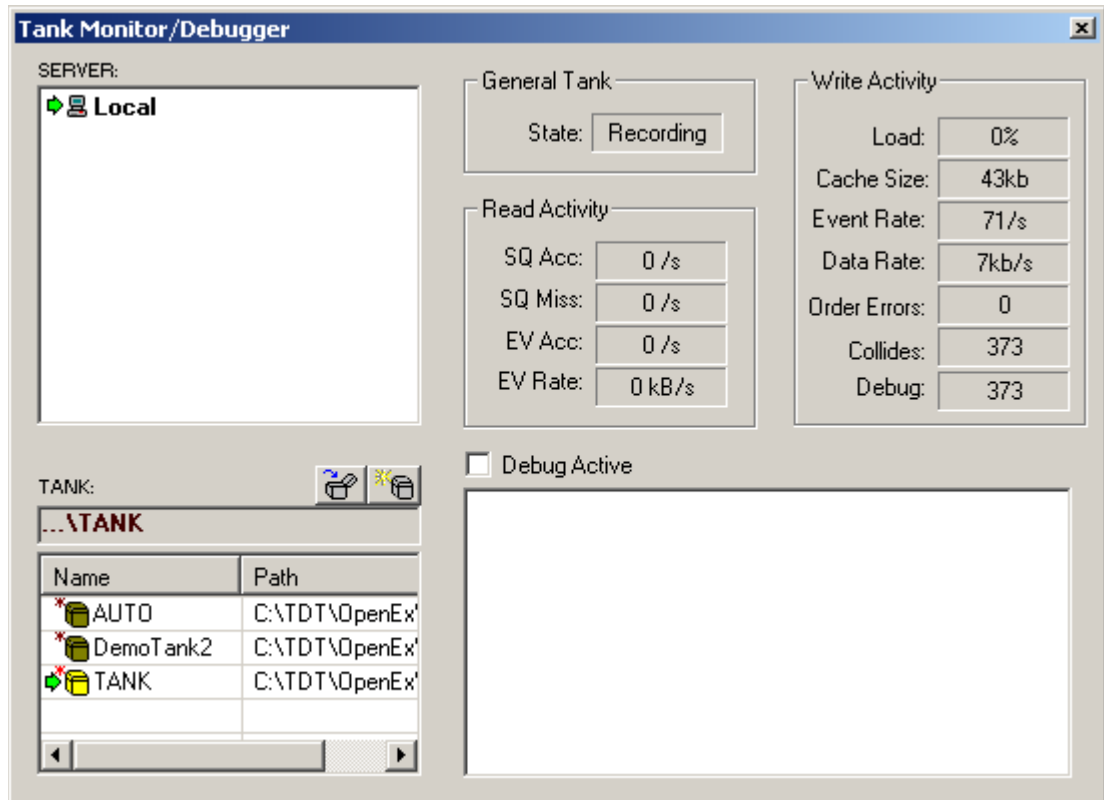 Tank Monitor/Debugger
SERVER:
Local
General Tank
State: Recording
Read Activity
SQ Acc: 0 /s
SQ Miss: 0 /s
EV Acc: 0 /s
EV Rate: 0 kB/s
Write Activity
Load: 0%
Cache Size: 43kb
Event Rate: 71/s
Data Rate: 7kb/s
Order Errors: 0
Collides: 373
Debug: 373
TANK:
...\TANK
Name Path
AUTO C:\TDT\OpenEx'
DemoTank2 C:\TDT\OpenEx'
TANK C:\TDT\OpenEx'
Debug Active